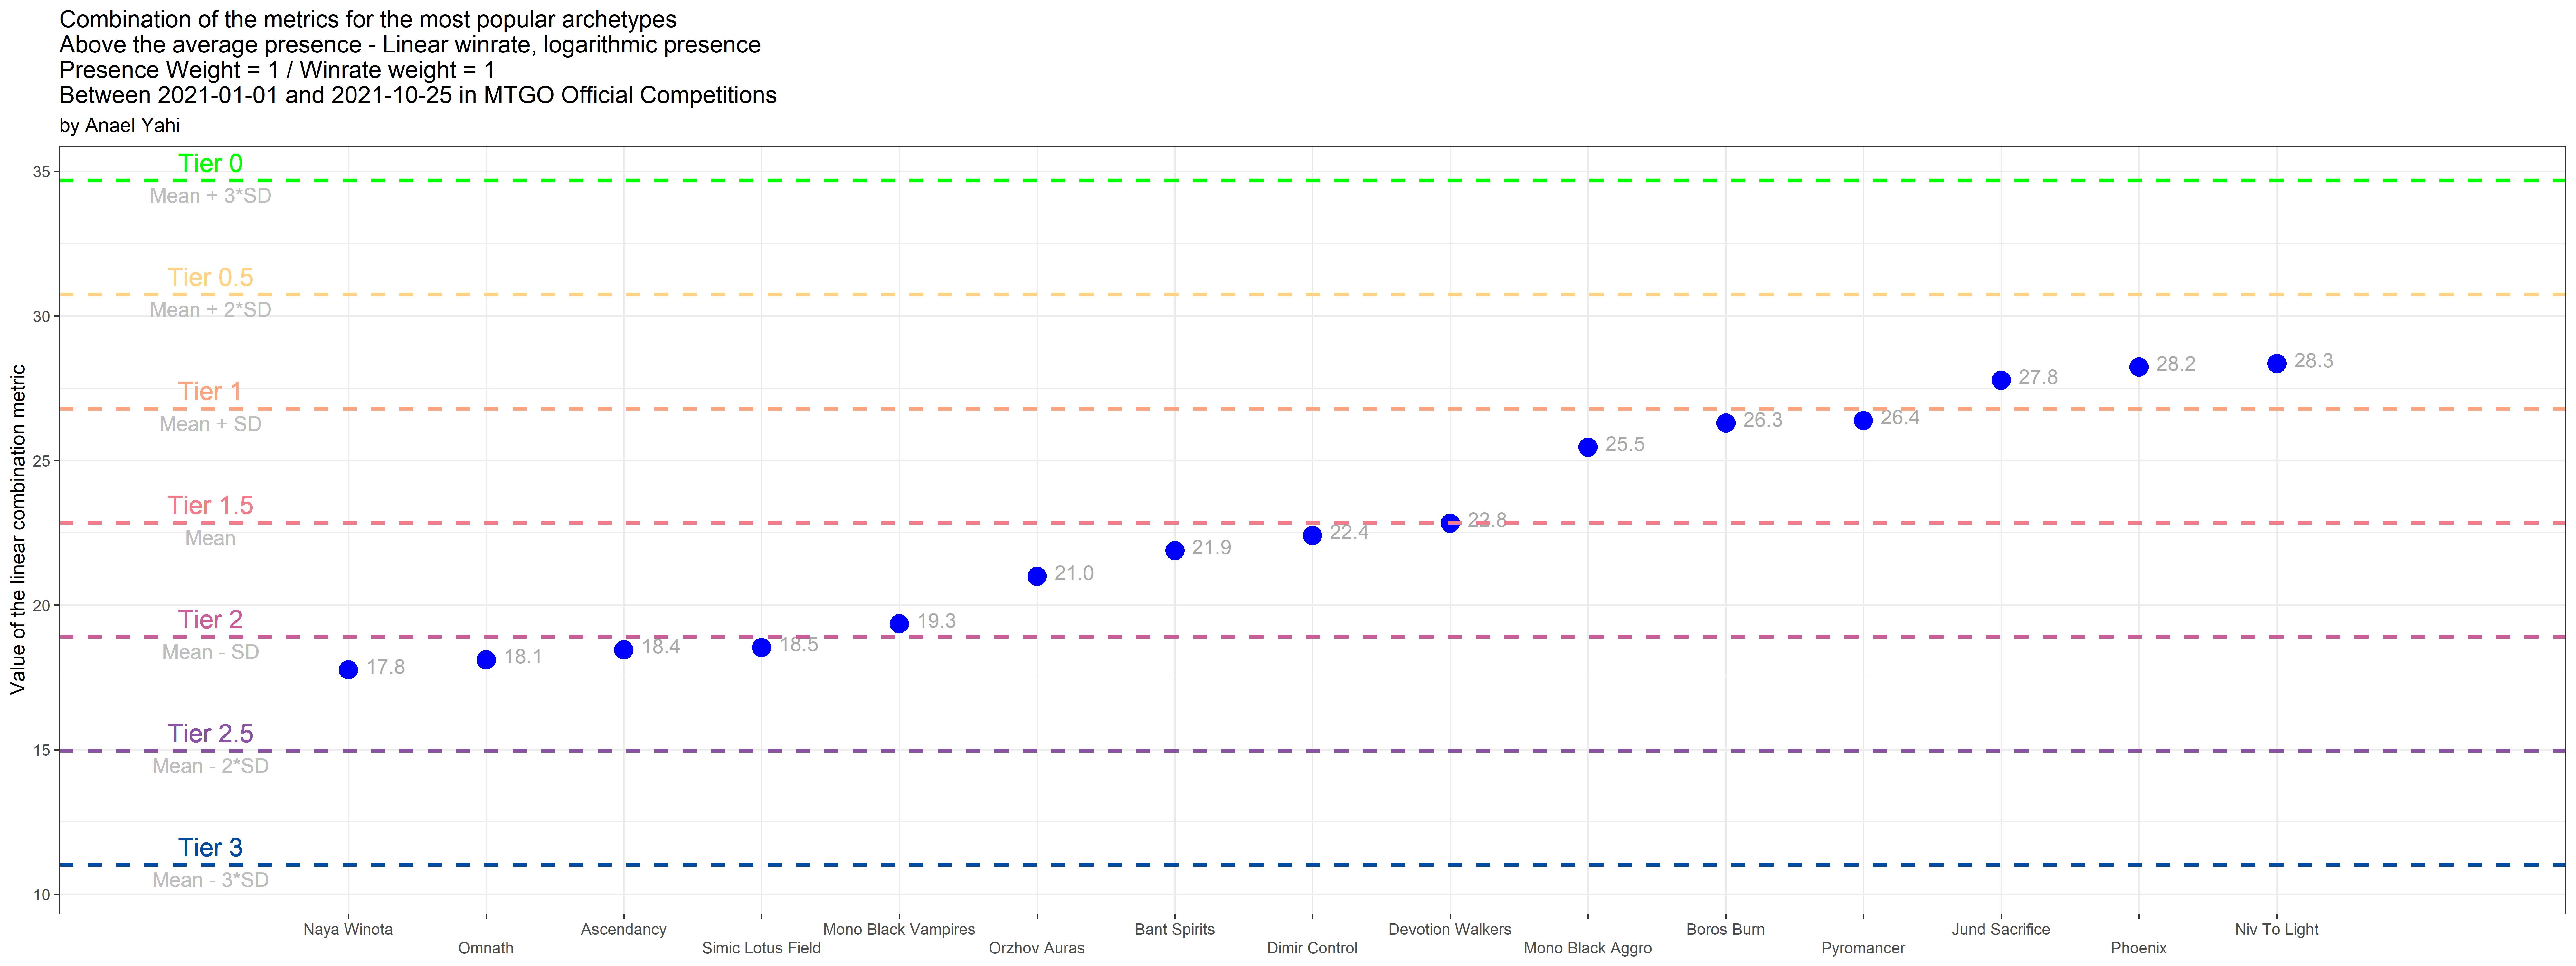 Combination of the metrics for the most popular archetypes
Above the average presence - Linear winrate, logarithmic presence
Presence Weight = 1 / Winrate weight = 1
Between 2021-01-01 and 2021-10-25 in MTGO Official Competitions
by Anael Yahi
Value of the linear combination metric
35
30
25
20
15
10
Tier 0
Mean + 3*SD
Tier 0.5
Mean + 2*SD
Tier 1
Mean + SD
Tier 1.5
Mean
Tier 2
Mean - SD
Tier 2.5
Mean - 2*SD
Tier 3
Mean - 3*SD
17.8
18.1
18.4
18.5
19.3
21.0
21.9
22.4
22.8
25.5
26.3
26.4
27.8
28.2
28.3
Naya Winota
Omnath
Ascendancy
Simic Lotus Field
Mono Black Vampires
Orzhov Auras
Bant Spirits
Dimir Control
Devotion Walkers
Mono Black Aggro
Boros Burn
Pyromancer
Jund Sacrifice
Phoenix
Niv To Light